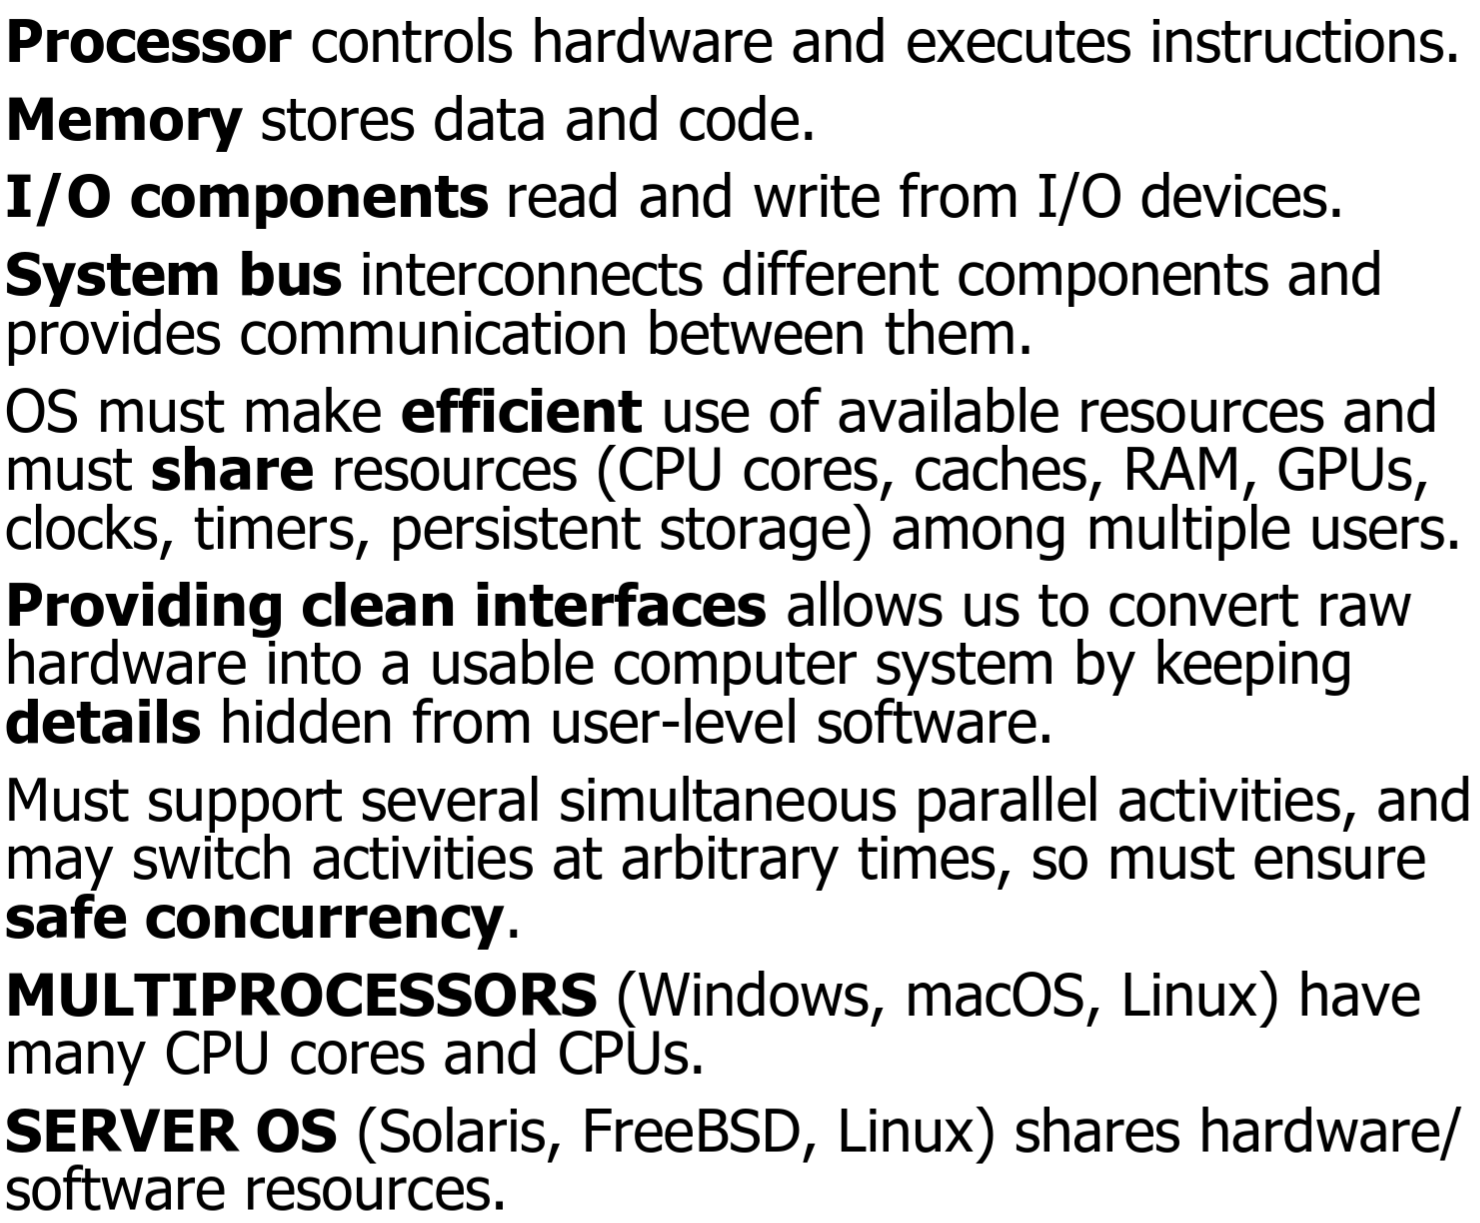 Processor controls hardware and executes instructions.
Memory stores data and code.
I/O components read and write from I/O devices.
System bus interconnects different components and
provides communication between them.
OS must make efficient use of available resources and
must share resources (CPU cores, caches, RAM, GPUs,
clocks, timers, persistent storage) among multiple users.
Providing clean interfaces allows us to convert raw
hardware into a usable computer system by keeping
details hidden from user-level software.
Must support several simultaneous parallel activities, and
may switch activities at arbitrary times, so must ensure
safe concurrency.
MULTIPROCESSORS (Windows, macOS, Linux) have
many CPU cores and CPUs.
SERVER OS (Solaris, FreeBSD, Linux) shares hardware/
software resources.